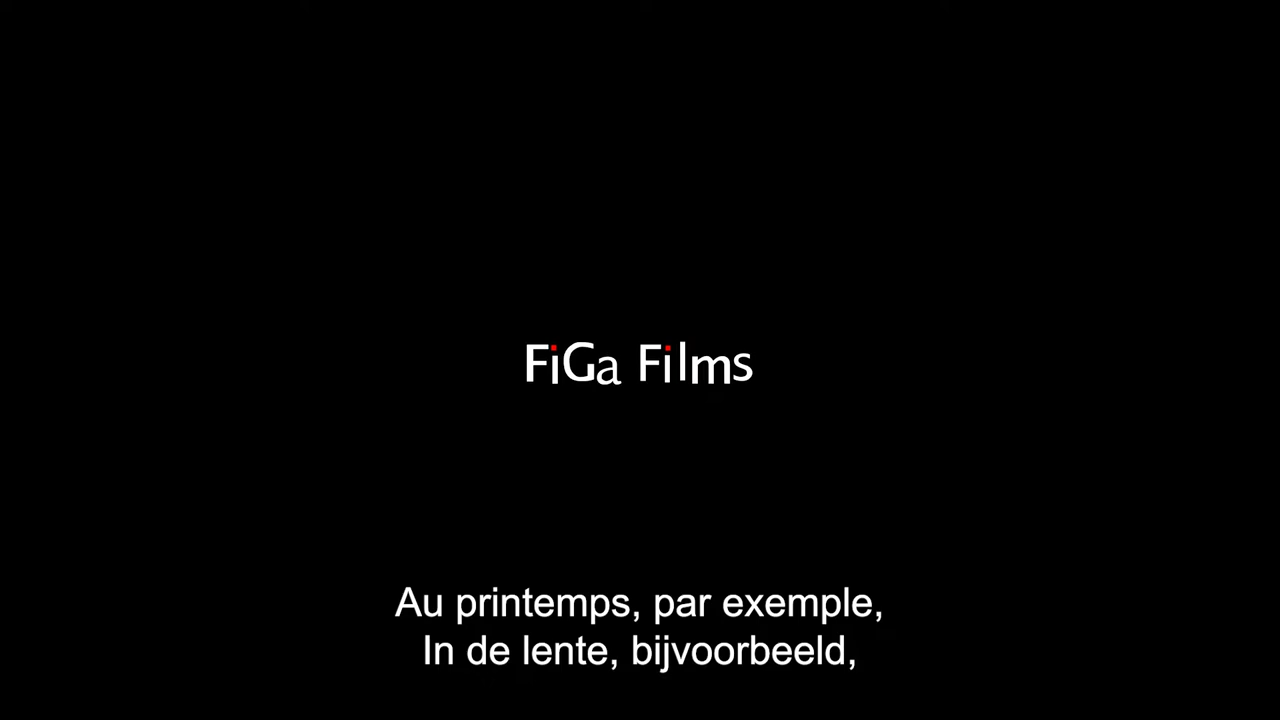 FiGa Films
Au printemps, par exemple,
In de lente, bijvoorbeeld,